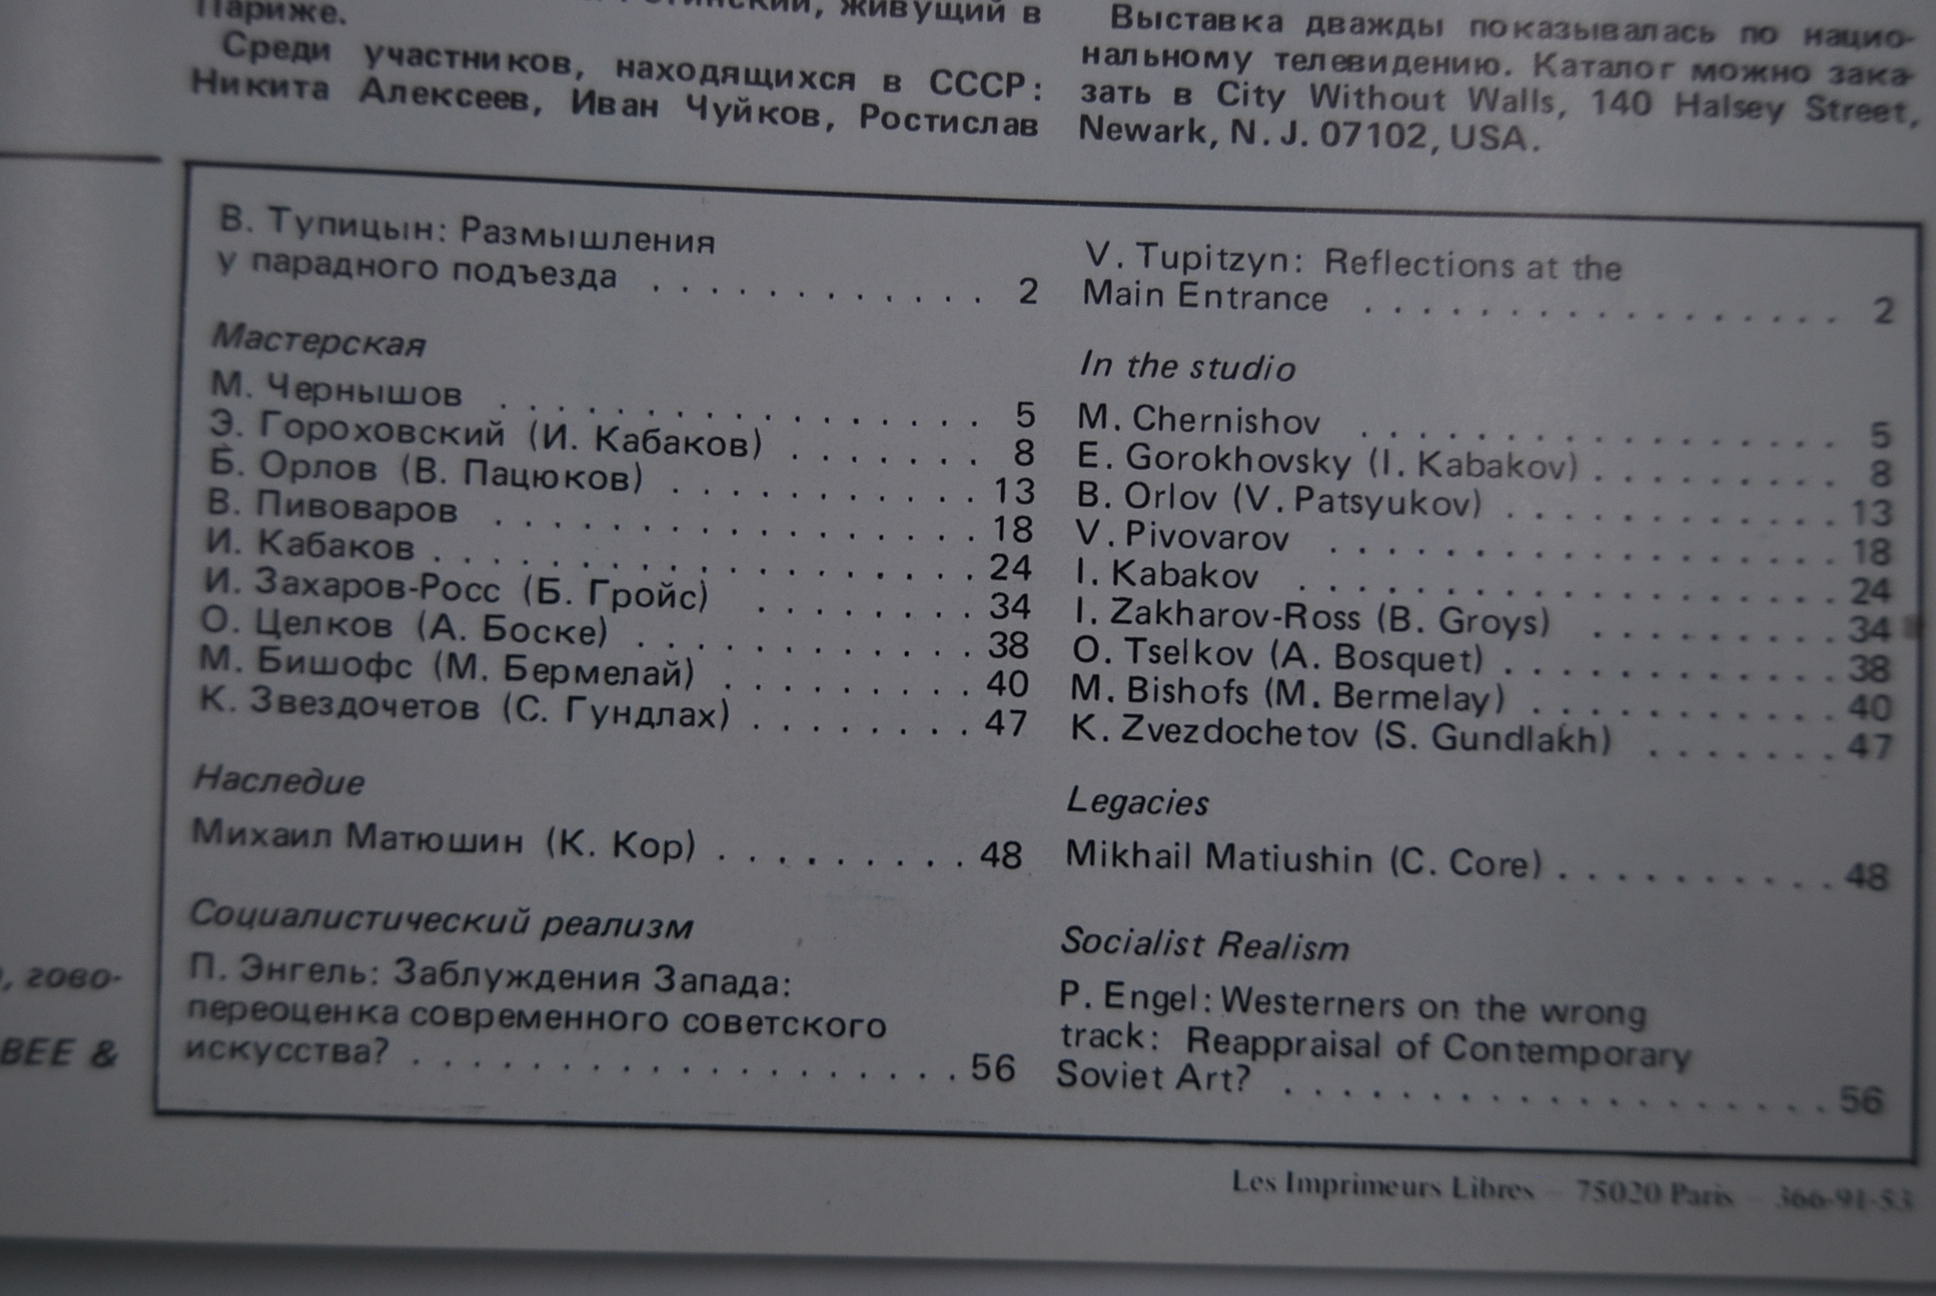 живущий в
Париже.
Среди участников, находящихся в СССР:
Никита Алексеев, Иван Чуйков, Ростислав
Выставка дважды показывалась по нацио-
нальному телевидению. Каталог можно зака-
зать в City Without Walls, 140 Halsey Street,
Newark, N. J. 07102, USA.
В. Тупицын: Размышления
у парадного подъезда . . . . . . . . . . . . 2
Мастерская
М. Чернышов . . . . . . . . . . . . . . . . . 5
Э. Гороховский (И. Кабаков) . . . . . . . 8
Б. Орлов (В. Пацюков) . . . . . . . . . . . 13
В. Пивоваров . . . . . . . . . . . . . . . . . 18
И. Кабаков . . . . . . . . . . . . . . . . . . . 24
И. Захаров-Росс (Б. Гройс) . . . . . . . . 34
О. Целков (А. Боске) . . . . . . . . . . . . 38
М. Бишофс (М. Бермелай) . . . . . . . . . 40
К. Звездочетов (С. Гундлах) . . . . . . . . 47
Наследие
Михаил Матюшин (К. Кор) . . . . . . . . . 48
Социалистический реализм
П. Энгель: Заблуждения Запада:
переоценка современного советского
искусства? . . . . . . . . . . . . . . . . . . . 56
V. Tupitzyn: Reflections at the
Main Entrance . . . . . . . . . . . . . . . . . 2
In the studio
M. Chernishov . . . . . . . . . . . . . . . . . 5
E. Gorokhovsky (I. Kabakov) . . . . . . . . . 8
B. Orlov (V. Patsyukov) . . . . . . . . . . . . 13
V. Pivovarov . . . . . . . . . . . . . . . . . . 18
I. Kabakov . . . . . . . . . . . . . . . . . . . 24
I. Zakharov-Ross (B. Groys) . . . . . . . . . 34
O. Tselkov (A. Bosquet) . . . . . . . . . . . . 38
M. Bishofs (M. Bermelay) . . . . . . . . . . . 40
K. Zvezdochetov (S. Gundlakh) . . . . . . . 47
Legacies
Mikhail Matiushin (C. Core) . . . . . . . . . . 48
Socialist Realism
P. Engel: Westerners on the wrong
track: Reappraisal of Contemporary
Soviet Art? . . . . . . . . . . . . . . . . . . . 56
, гово-
BEE &
Les Imprimeurs Libres – 75020 Paris – 366-91-53